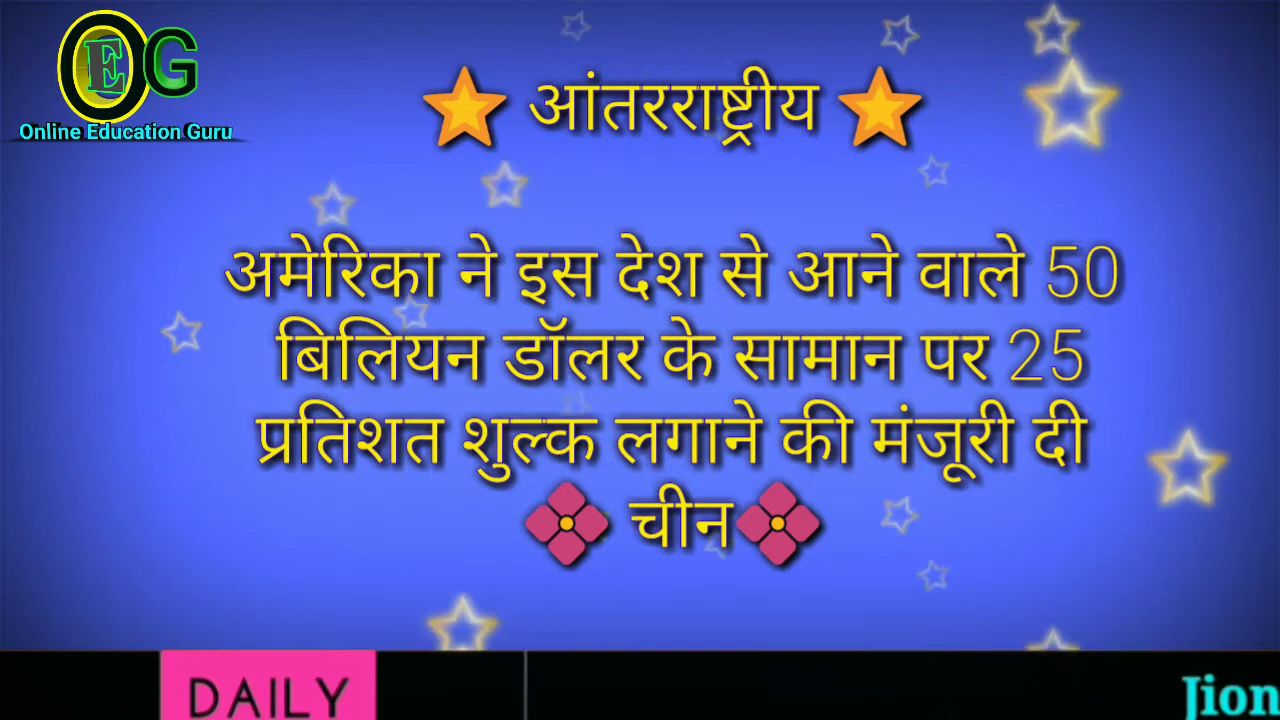 OEG
Online Education Guru
आंतरराष्ट्रीय
अमेरिका ने इस देश से आने वाले 50
बिलियन डॉलर के सामान पर 25
प्रतिशत शुल्क लगाने की मंजूरी दी
चीन
DAILY
Jion